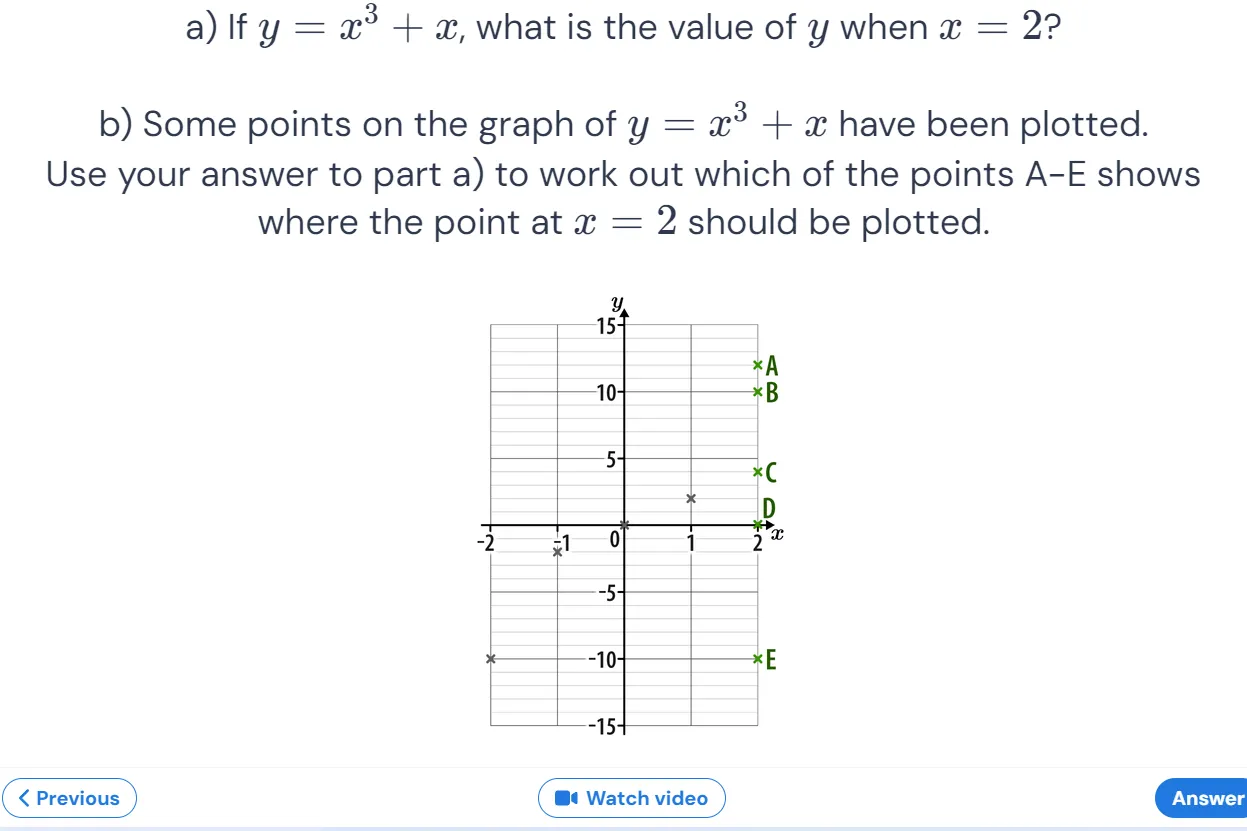 a) If y = x³ + x, what is the value of y when x = 2?
b) Some points on the graph of y = x³ + x have been plotted.
Use your answer to part a) to work out which of the points A-E shows
where the point at x = 2 should be plotted.
y
15
A
10
B
5
C
D
-2 -1 0 1 2 x
-5
-10
E
-15
Previous
Watch video
Answer